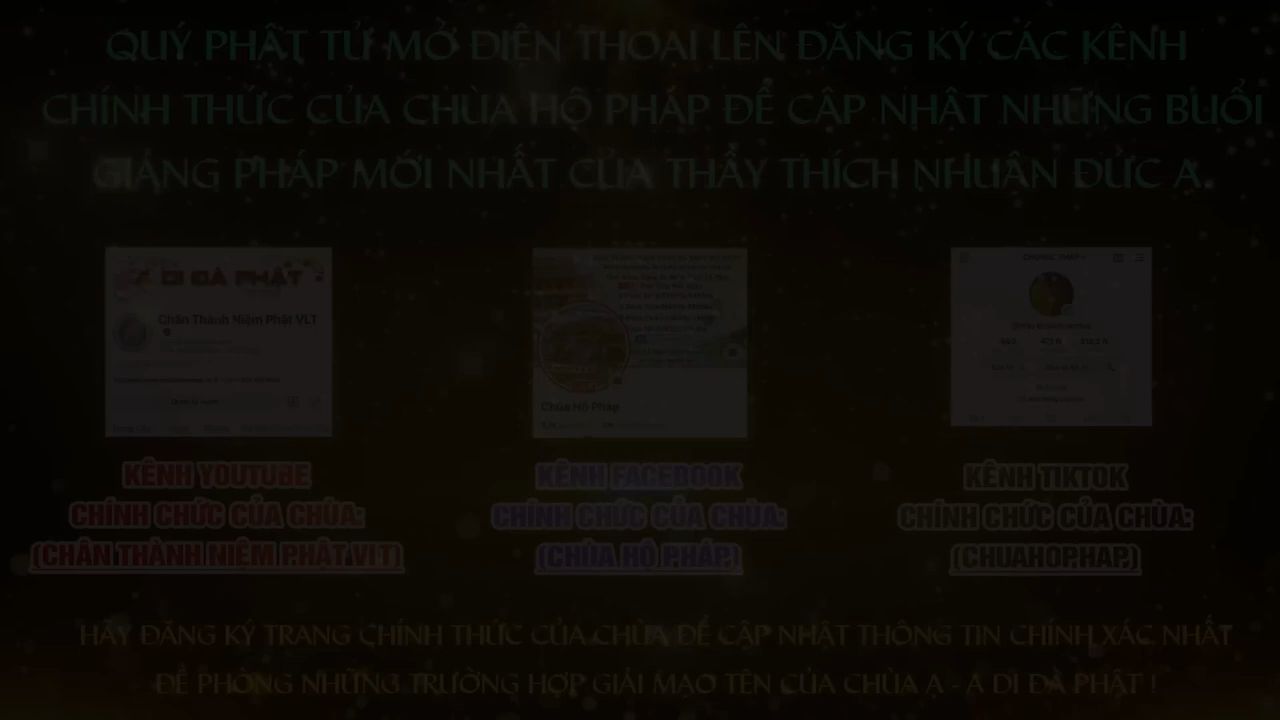 QUÝ PHẬT TỬ MỞ ĐIỆN THOẠI LÊN ĐĂNG KÝ CÁC KÊNH
CHÍNH THỨC CỦA CHÙA HỘ PHÁP ĐỂ CẬP NHẬT NHỮNG BUỔI
GIẢNG PHÁP MỚI NHẤT CỦA THẦY THÍCH NHUẬN ĐỨC Ạ.
DI ĐÀ PHẬT
Chân Thành Niệm Phật VLT
Chùa Hộ Pháp
KÊNH YOUTUBE
CHÍNH CHỨC CỦA CHÙA:
(CHÂN THÀNH NIỆM PHẬT VLT)
KÊNH FACEBOOK
CHÍNH CHỨC CỦA CHÙA:
(CHÙA HỘ PHÁP)
KÊNH TIKTOK
CHÍNH CHỨC CỦA CHÙA:
(CHUAHOPHAP)
HÃY ĐĂNG KÝ TRANG CHÍNH THỨC CỦA CHÙA ĐỂ CẬP NHẬT THÔNG TIN CHÍNH XÁC NHẤT
ĐỀ PHÒNG NHỮNG TRƯỜNG HỢP GIẢI MẠO TÊN CỦA CHÙA Ạ - A DI ĐÀ PHẬT !